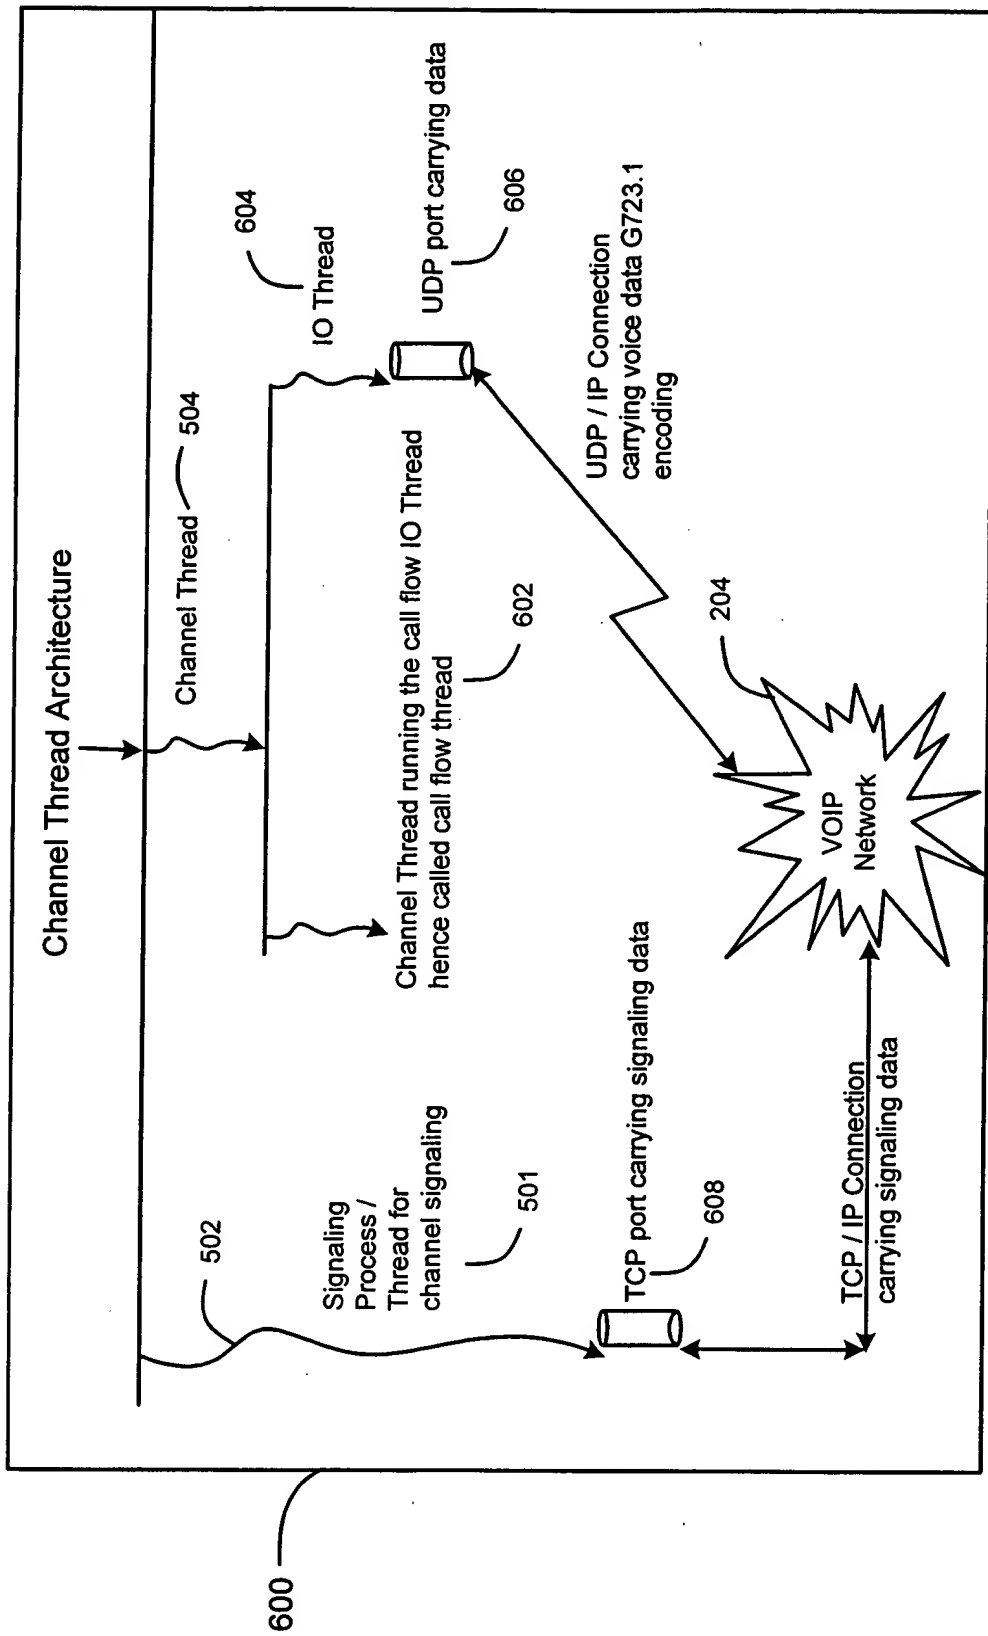 Channel Thread Architecture
Channel Thread 504
604
IO Thread
UDP port carrying data
606
Channel Thread running the call flow IO Thread
hence called call flow thread
602
502
Signaling
Process /
Thread for
channel signaling
501
UDP / IP Connection
carrying voice data G723.1
encoding
TCP port carrying signaling data
608
204
VOIP
Network
TCP / IP Connection
carrying signaling data
600